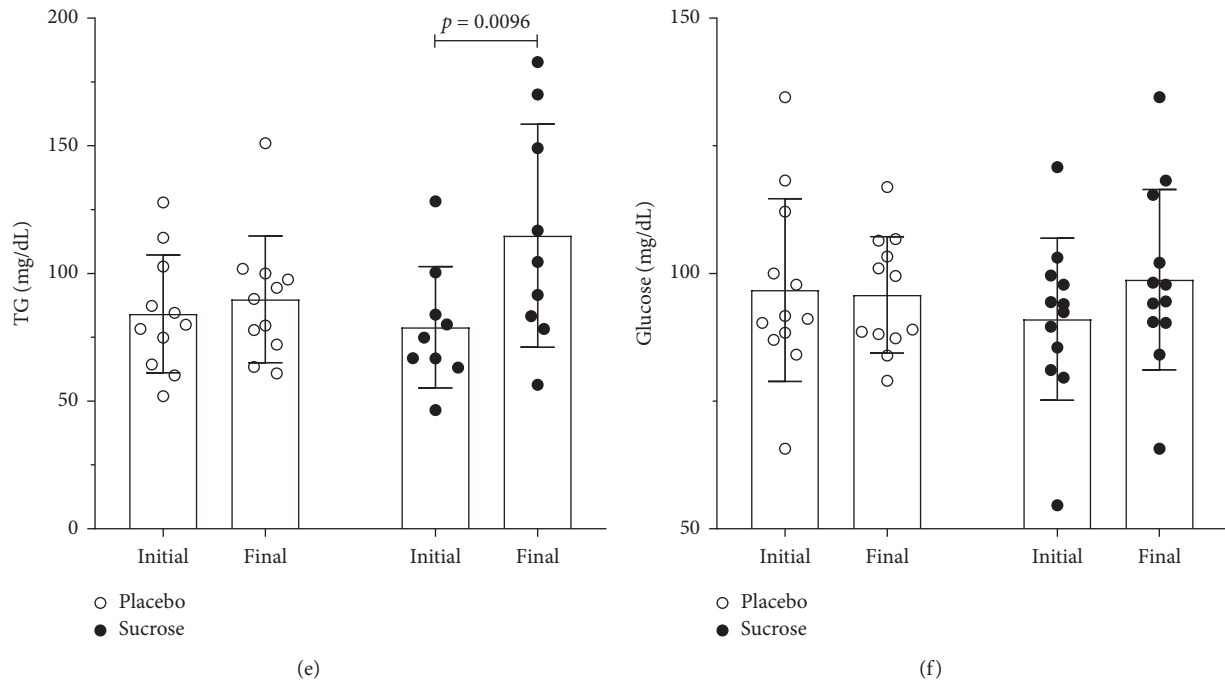 TG (mg/dL)
200
150
100
50
0
p = 0.0096
Initial
Final
Initial
Final
Placebo
Sucrose
(e)
Glucose (mg/dL)
150
100
50
Initial
Final
Initial
Final
Placebo
Sucrose
(f)